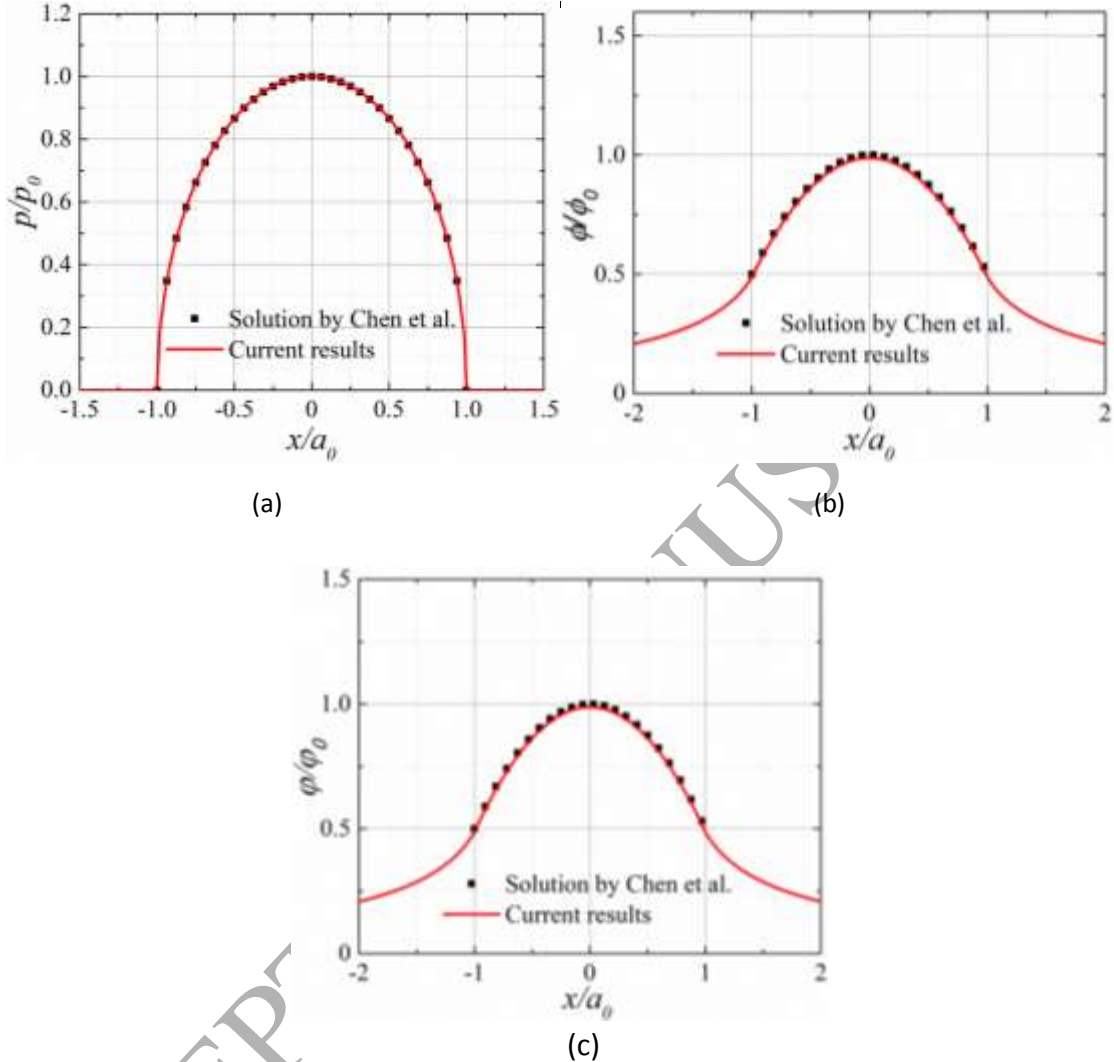 1.2
1.0
0.8
0.6
0.4
0.2
0.0
p/p0
-1.5 -1.0 -0.5 0 0.5 1.0 1.5
x/a0
Solution by Chen et al.
Current results
(a)
1.5
1.0
0.5
0
ϕ/ϕ0
-2 -1 0 1 2
x/a0
Solution by Chen et al.
Current results
(b)
1.5
1.0
0.5
0
φ/φ0
-2 -1 0 1 2
x/a0
Solution by Chen et al.
Current results
(c)